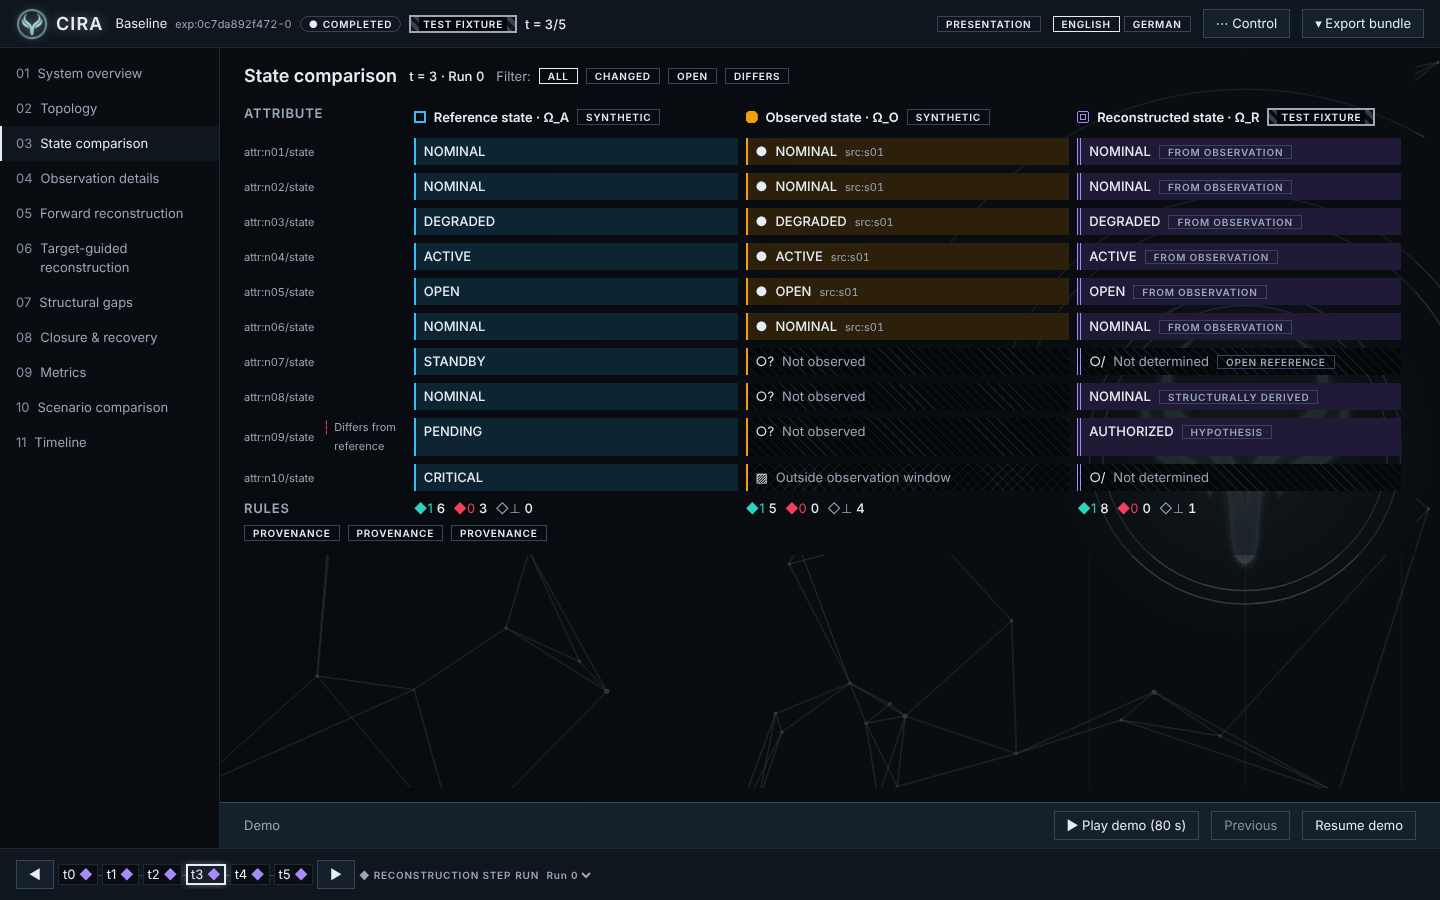 CIRA Baseline exp:0c7da892f472-0 COMPLETED TEST FIXTURE t = 3/5 PRESENTATION ENGLISH GERMAN ··· Control ▾ Export bundle
01 System overview
02 Topology
03 State comparison
04 Observation details
05 Forward reconstruction
06 Target-guided
reconstruction
07 Structural gaps
08 Closure & recovery
09 Metrics
10 Scenario comparison
11 Timeline
State comparison t = 3 · Run 0 Filter: ALL CHANGED OPEN DIFFERS
ATTRIBUTE Reference state · Ω_A SYNTHETIC Observed state · Ω_O SYNTHETIC Reconstructed state · Ω_R TEST FIXTURE
attr:n01/state NOMINAL NOMINAL src:s01 NOMINAL FROM OBSERVATION
attr:n02/state NOMINAL NOMINAL src:s01 NOMINAL FROM OBSERVATION
attr:n03/state DEGRADED DEGRADED src:s01 DEGRADED FROM OBSERVATION
attr:n04/state ACTIVE ACTIVE src:s01 ACTIVE FROM OBSERVATION
attr:n05/state OPEN OPEN src:s01 OPEN FROM OBSERVATION
attr:n06/state NOMINAL NOMINAL src:s01 NOMINAL FROM OBSERVATION
attr:n07/state STANDBY ○? Not observed ○/ Not determined OPEN REFERENCE
attr:n08/state NOMINAL ○? Not observed NOMINAL STRUCTURALLY DERIVED
attr:n09/state Differs from reference PENDING ○? Not observed AUTHORIZED HYPOTHESIS
attr:n10/state CRITICAL ▨ Outside observation window ○/ Not determined
RULES ◆1 6 ◆0 3 ◇⊥ 0 ◆1 5 ◆0 0 ◇⊥ 4 ◆1 8 ◆0 0 ◇⊥ 1
PROVENANCE PROVENANCE PROVENANCE
Demo ▶ Play demo (80 s) Previous Resume demo
◀ t0 ◆ t1 ◆ t2 ◆ t3 ◆ t4 ◆ t5 ◆ ▶ ◆ RECONSTRUCTION STEP RUN Run 0